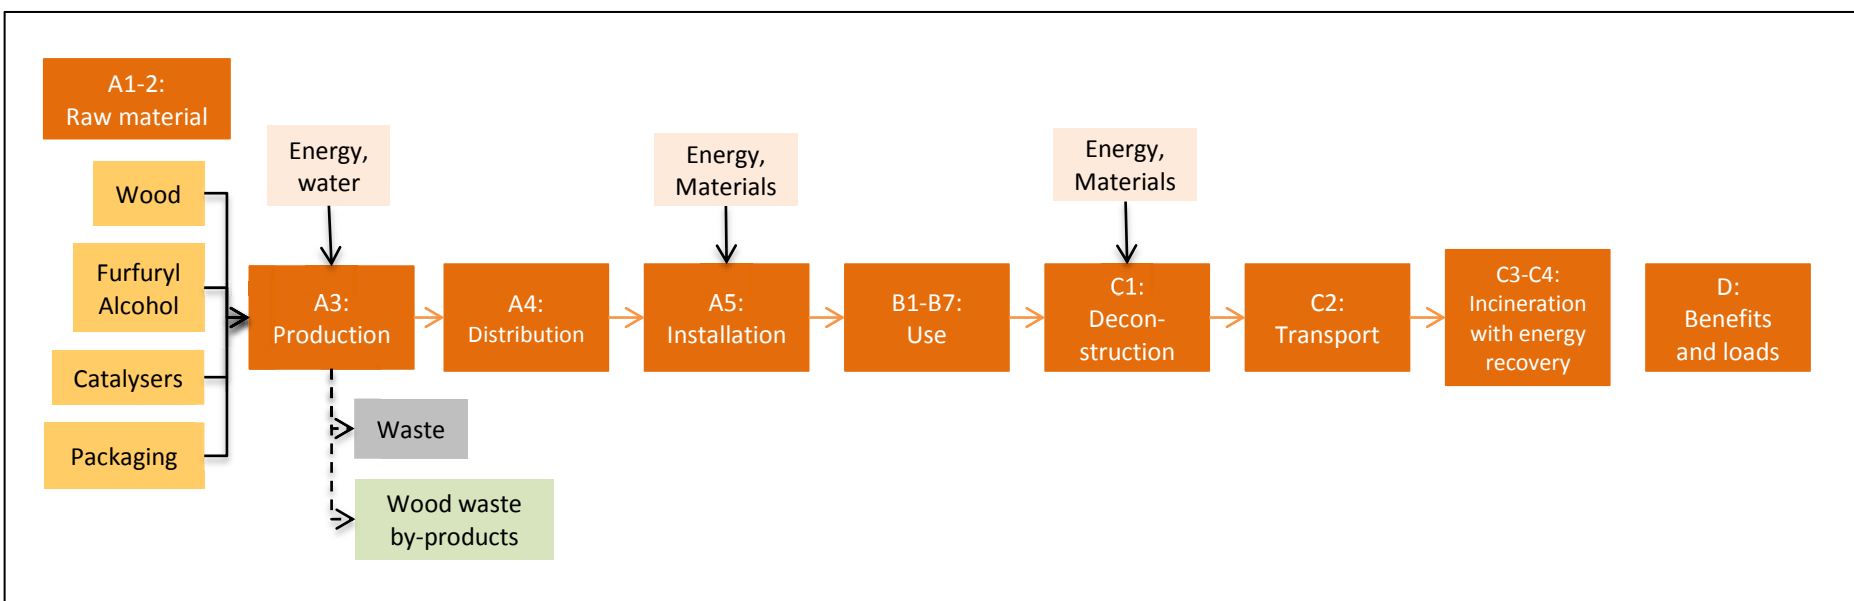 A1-2:
Raw material
Wood
Furfuryl
Alcohol
Catalysers
Packaging
Energy,
water
A3:
Production
Waste
Wood waste
by-products
A4:
Distribution
Energy,
Materials
A5:
Installation
B1-B7:
Use
Energy,
Materials
C1:
Decon-
struction
C2:
Transport
C3-C4:
Incineration
with energy
recovery
D:
Benefits
and loads